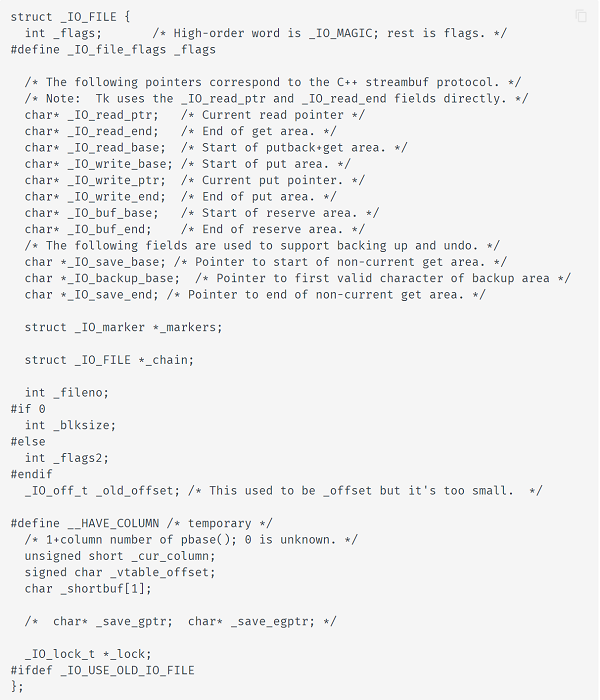 struct _IO_FILE {
  int _flags;       /* High-order word is _IO_MAGIC; rest is flags. */
#define _IO_file_flags _flags

  /* The following pointers correspond to the C++ streambuf protocol. */
  /* Note:  Tk uses the _IO_read_ptr and _IO_read_end fields directly. */
  char* _IO_read_ptr;   /* Current read pointer */
  char* _IO_read_end;   /* End of get area. */
  char* _IO_read_base;  /* Start of putback+get area. */
  char* _IO_write_base; /* Start of put area. */
  char* _IO_write_ptr;  /* Current put pointer. */
  char* _IO_write_end;  /* End of put area. */
  char* _IO_buf_base;   /* Start of reserve area. */
  char* _IO_buf_end;    /* End of reserve area. */
  /* The following fields are used to support backing up and undo. */
  char *_IO_save_base; /* Pointer to start of non-current get area. */
  char *_IO_backup_base;  /* Pointer to first valid character of backup area */
  char *_IO_save_end; /* Pointer to end of non-current get area. */

  struct _IO_marker *_markers;

  struct _IO_FILE *_chain;

  int _fileno;
#if 0
  int _blksize;
#else
  int _flags2;
#endif
  _IO_off_t _old_offset; /* This used to be _offset but it's too small.  */

#define __HAVE_COLUMN /* temporary */
  /* 1+column number of pbase(); 0 is unknown. */
  unsigned short _cur_column;
  signed char _vtable_offset;
  char _shortbuf[1];

  /*  char* _save_gptr;  char* _save_egptr; */

  _IO_lock_t *_lock;
#ifdef _IO_USE_OLD_IO_FILE
};